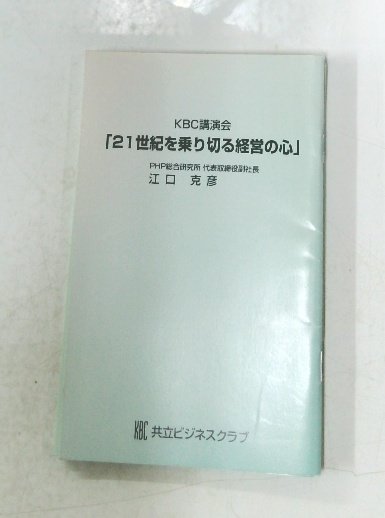 KBC講演会
「21世紀を乗り切る経営の心」
PHP総合研究所 代表取締役副社長
江口 克彦
KBC 共立ビジネスクラブ